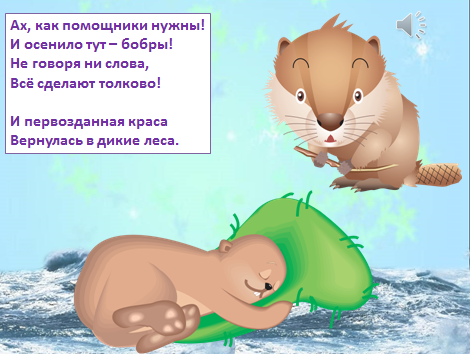 Ах, как помощники нужны!
И осенило тут – бобры!
Не говоря ни слова,
Всё сделают толково!

И первозданная краса
Вернулась в дикие леса.